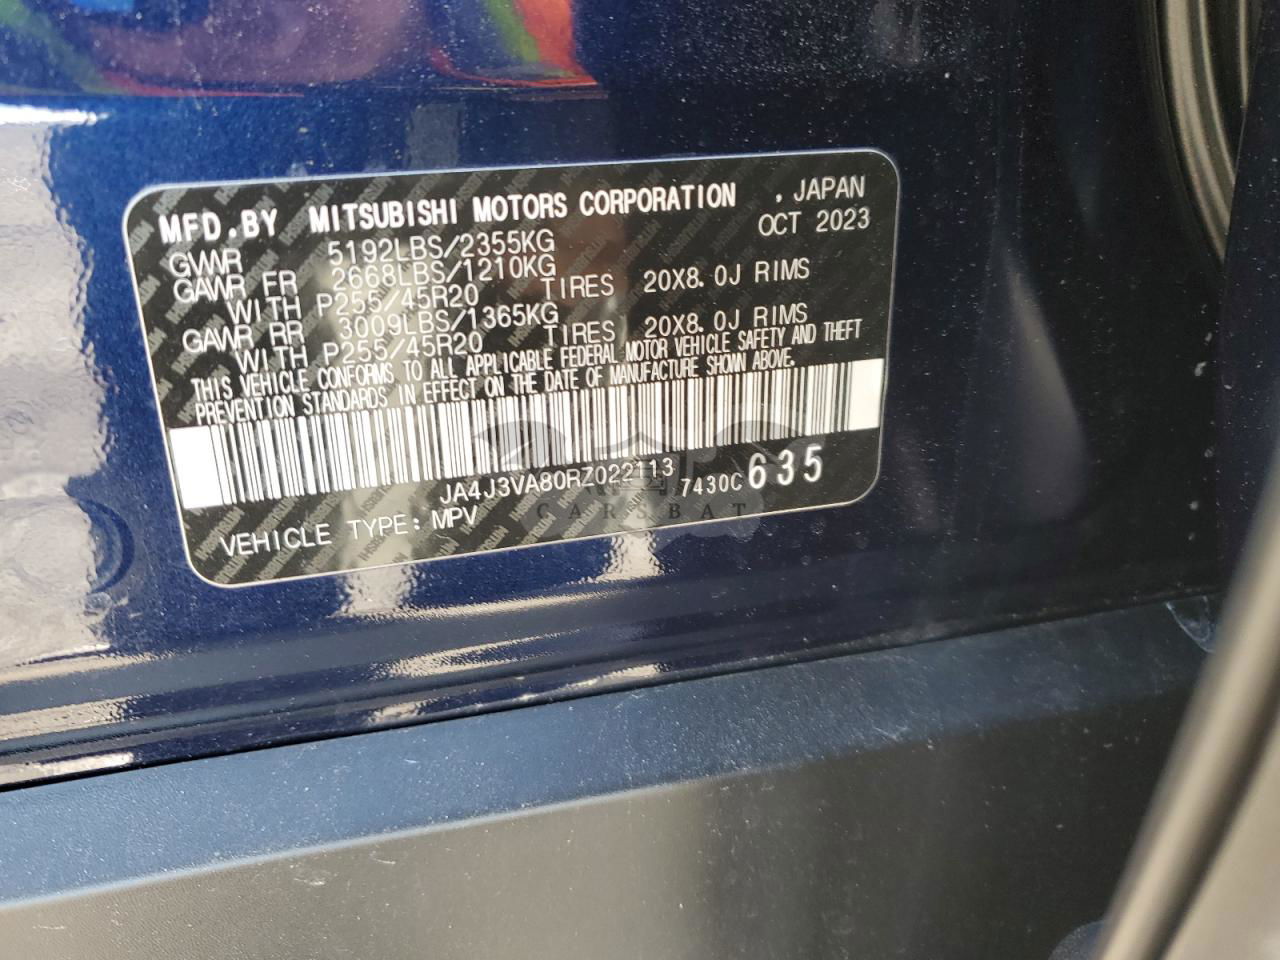 MFD.BY MITSUBISHI MOTORS CORPORATION , JAPAN
OCT 2023
GVWR 5192LBS/2355KG
GAWR FR 2668LBS/1210KG
WITH P255/45R20 TIRES 20X8.0J RIMS
GAWR RR 3009LBS/1365KG
WITH P255/45R20 TIRES 20X8.0J RIMS
THIS VEHICLE CONFORMS TO ALL APPLICABLE FEDERAL MOTOR VEHICLE SAFETY AND THEFT
PREVENTION STANDARDS IN EFFECT ON THE DATE OF MANUFACTURE SHOWN ABOVE.
JA4J3VA80RZ022113 7430C 635
CARSBAT
VEHICLE TYPE: MPV